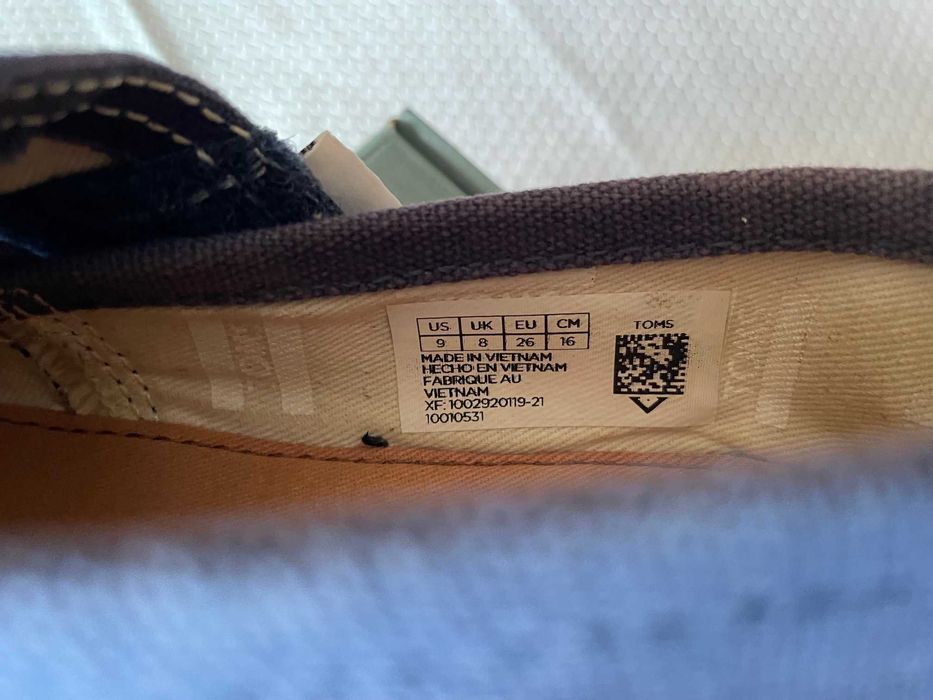 US UK EU CM
9 8 26 16
MADE IN VIETNAM
HECHO EN VIETNAM
FABRIQUE AU
VIETNAM
XF: 1002920119-21
10010531
TOMS